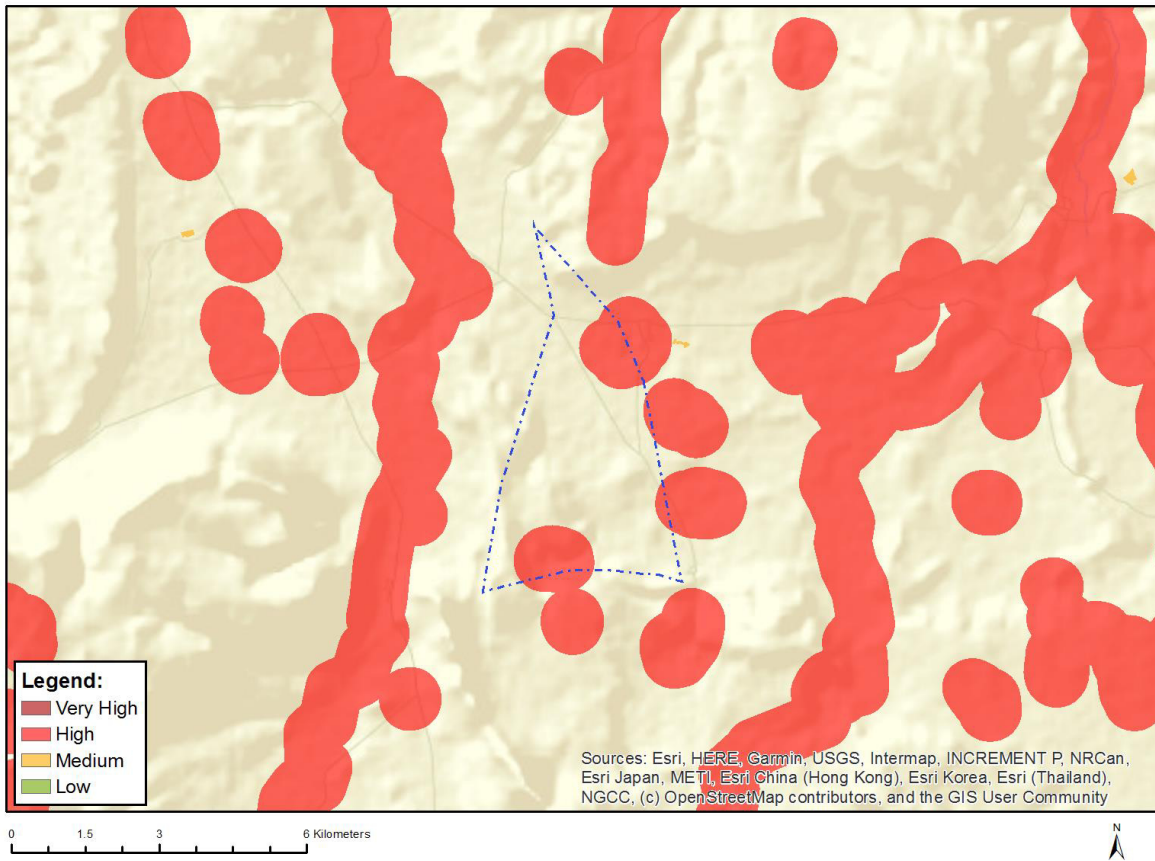 Legend:
Very High
High
Medium
Low
Sources: Esri, HERE, Garmin, USGS, Intermap, INCREMENT P, NRCan,
Esri Japan, METI, Esri China (Hong Kong), Esri Korea, Esri (Thailand),
NGCC, (c) OpenStreetMap contributors, and the GIS User Community
0 1.5 3 6 Kilometers
N